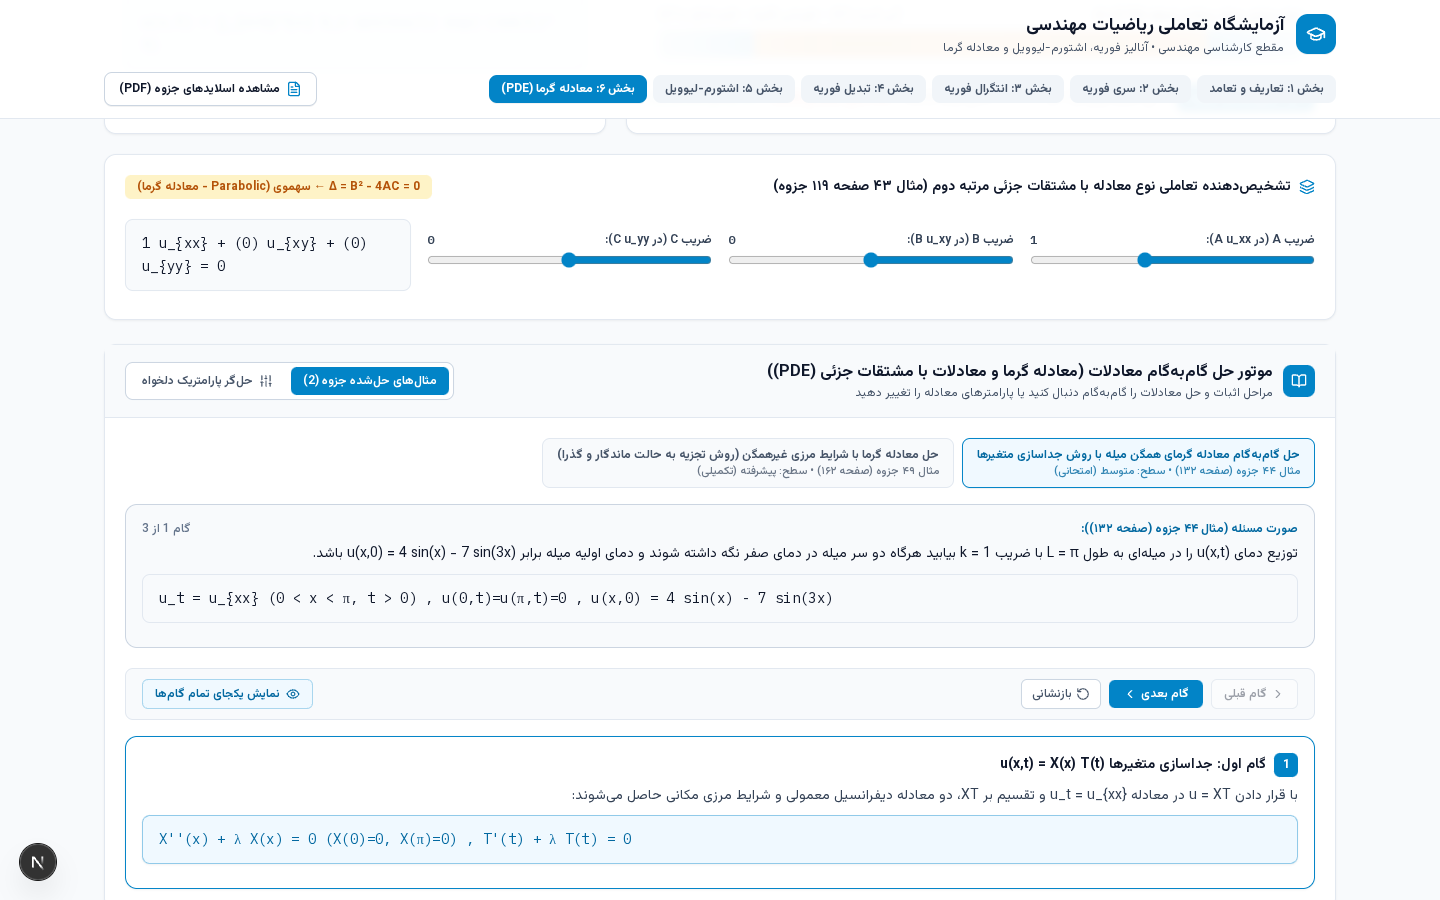 آزمایشگاه تعاملی ریاضیات مهندسی
مقطع کارشناسی مهندسی • آنالیز فوریه، اشتورم-لیوویل و معادله گرما
بخش ۱: تعاریف و تعامد
بخش ۲: سری فوریه
بخش ۳: انتگرال فوریه
بخش ۴: تبدیل فوریه
بخش ۵: اشتورم-لیوویل
بخش ۶: معادله گرما (PDE)
مشاهده اسلایدهای جزوه (PDF)
تشخیص‌دهنده تعاملی نوع معادله با مشتقات جزئی مرتبه دوم (مثال ۴۳ صفحه ۱۱۹ جزوه)
Δ = B² - 4AC = 0 ← سهموی (Parabolic - معادله گرما)
ضریب A (در A u_xx):
1
ضریب B (در B u_xy):
0
ضریب C (در C u_yy):
0
1 u_{xx} + (0) u_{xy} + (0)
u_{yy} = 0
موتور حل گام‌به‌گام معادلات (معادله گرما و معادلات با مشتقات جزئی (PDE))
مراحل اثبات و حل معادلات را گام‌به‌گام دنبال کنید یا پارامترهای معادله را تغییر دهید
مثال‌های حل‌شده جزوه (2)
حل‌گر پارامتریک دلخواه
حل گام‌به‌گام معادله گرمای همگن میله با روش جداسازی متغیرها
مثال ۴۴ جزوه (صفحه ۱۳۲) • سطح: متوسط (امتحانی)
حل معادله گرما با شرایط مرزی غیرهمگن (روش تجزیه به حالت ماندگار و گذرا)
مثال ۴۹ جزوه (صفحه ۱۶۲) • سطح: پیشرفته (تکمیلی)
صورت مسئله (مثال ۴۴ جزوه (صفحه ۱۳۲)):
گام 1 از 3
توزیع دمای u(x,t) را در میله‌ای به طول L = π با ضریب k = 1 بیابید هرگاه دو سر میله در دمای صفر نگه داشته شوند و دمای اولیه میله برابر u(x,0) = 4 sin(x) - 7 sin(3x) باشد.
u_t = u_{xx} (0 < x < π, t > 0) , u(0,t)=u(π,t)=0 , u(x,0) = 4 sin(x) - 7 sin(3x)
گام قبلی
گام بعدی
بازنشانی
نمایش یکجای تمام گام‌ها
1
گام اول: جداسازی متغیرها u(x,t) = X(x) T(t)
با قرار دادن u = XT در معادله u_t = u_{xx} و تقسیم بر XT، دو معادله دیفرانسیل معمولی و شرایط مرزی مکانی حاصل می‌شوند:
X''(x) + λ X(x) = 0 (X(0)=0, X(π)=0) , T'(t) + λ T(t) = 0
N